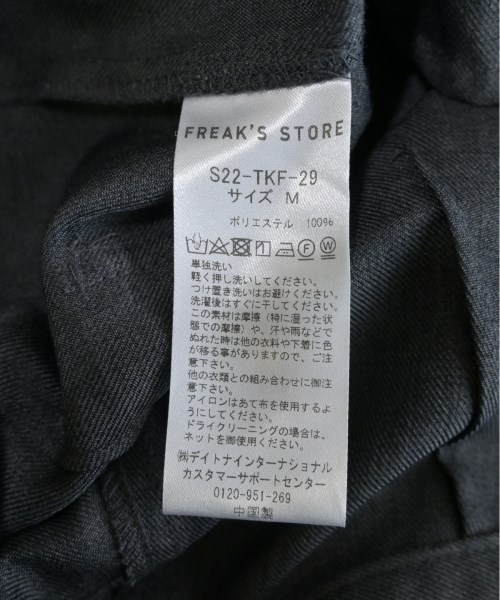 FREAK'S STORE
S22-TKF-29
サイズ M
ポリエステル 100%
単独洗い
軽く押し洗いしてください。
つけ置き洗いはお避けください。
洗濯後はすぐに干してください。
この素材は摩擦（特に湿った状
態での摩擦）や、汗や雨などで
ぬれた時は他の衣料や下着に色
が移る事がありますので、ご注
意下さい。
他の衣類との組み合わせに御注
意下さい。
アイロンはあて布を使用するよ
うにしてください。
ドライクリーニングの場合は、
ネットを御使用ください。
㈱デイトナインターナショナル
カスタマーサポートセンター
0120-951-269
中国製